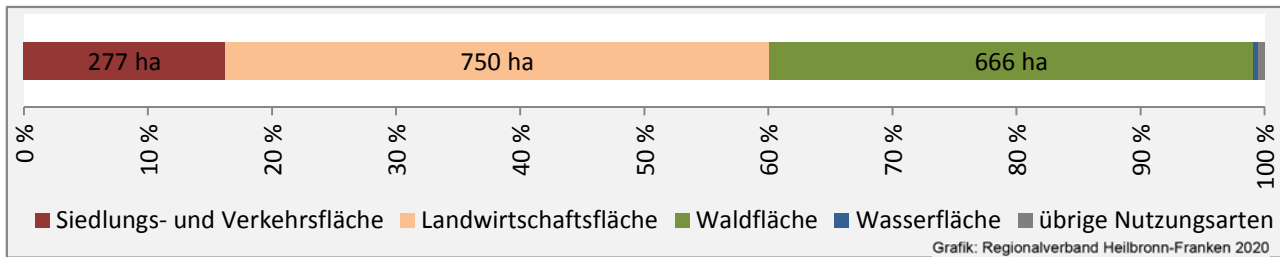 277 ha 750 ha 666 ha
0 % 10 % 20 % 30 % 40 % 50 % 60 % 70 % 80 % 90 % 100 %
Siedlungs- und Verkehrsfläche Landwirtschaftsfläche Waldfläche Wasserfläche übrige Nutzungsarten
Grafik: Regionalverband Heilbronn-Franken 2020